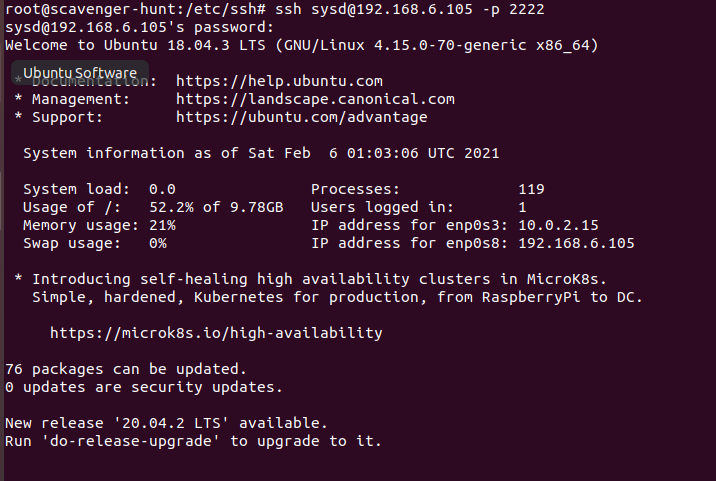 root@scavenger-hunt:/etc/ssh# ssh sysd@192.168.6.105 -p 2222
sysd@192.168.6.105's password:
Welcome to Ubuntu 18.04.3 LTS (GNU/Linux 4.15.0-70-generic x86_64)
Ubuntu Software
* Documentation:  https://help.ubuntu.com
* Management:     https://landscape.canonical.com
* Support:        https://ubuntu.com/advantage
System information as of Sat Feb  6 01:03:06 UTC 2021
System load:  0.0                Processes:             119
Usage of /:   52.2% of 9.78GB   Users logged in:       1
Memory usage: 21%               IP address for enp0s3: 10.0.2.15
Swap usage:   0%                IP address for enp0s8: 192.168.6.105
* Introducing self-healing high availability clusters in MicroK8s.
Simple, hardened, Kubernetes for production, from RaspberryPi to DC.
https://microk8s.io/high-availability
76 packages can be updated.
0 updates are security updates.
New release '20.04.2 LTS' available.
Run 'do-release-upgrade' to upgrade to it.